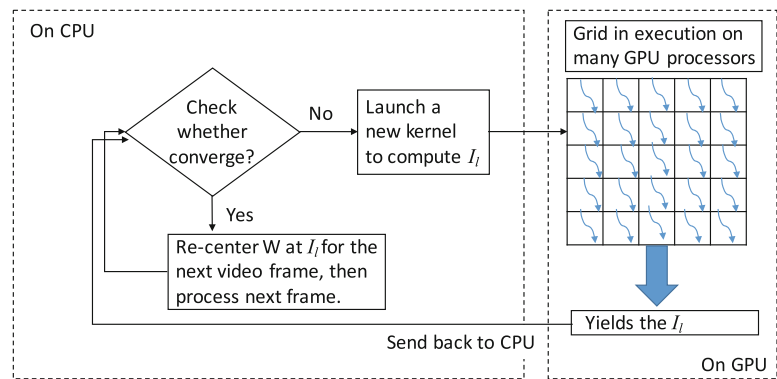 On CPU
Check
whether
converge?
No
Launch a
new kernel
to compute I_l
Yes
Re-center W at I_l for the
next video frame, then
process next frame.
Grid in execution on
many GPU processors
Yields the I_l
Send back to CPU
On GPU